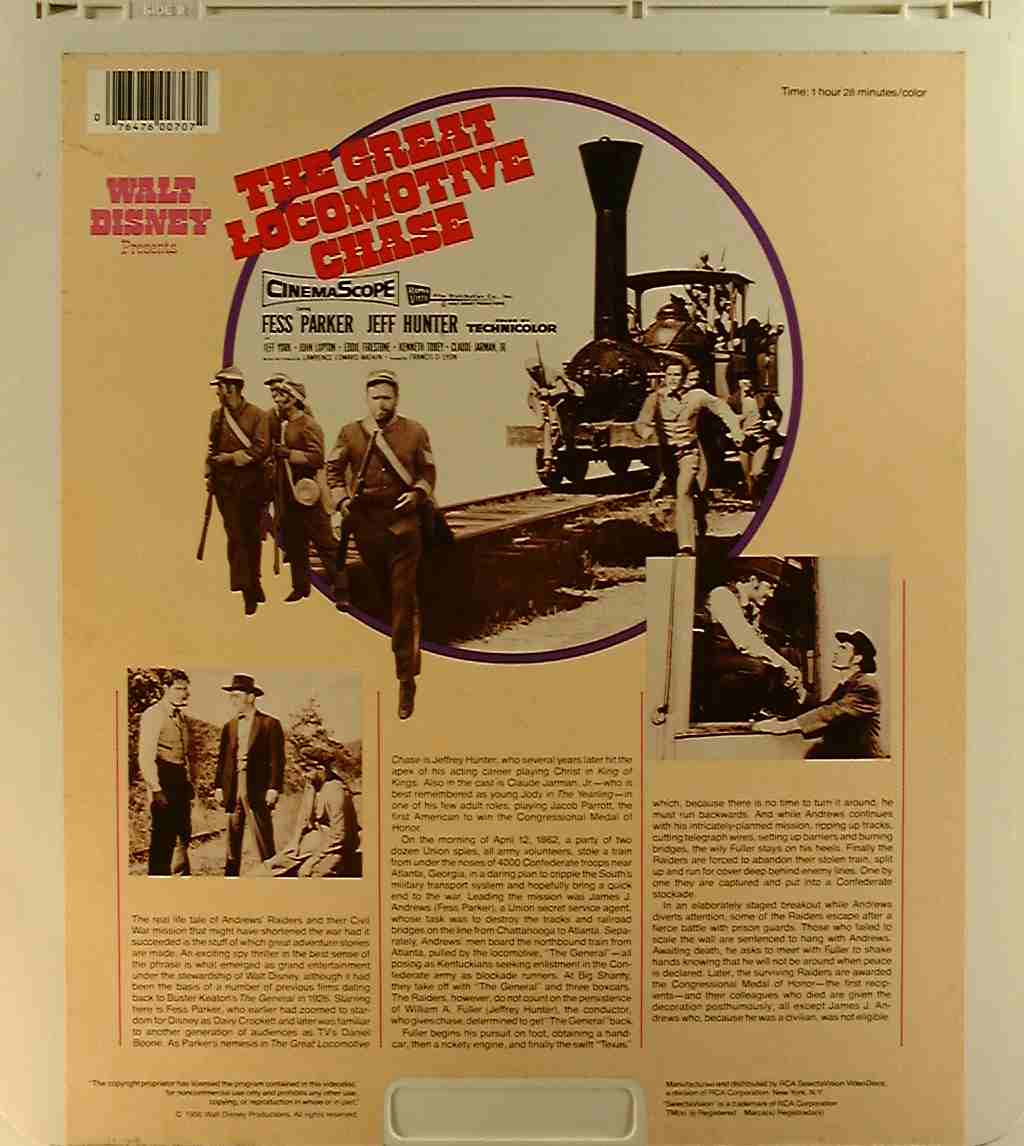 SIDE 2
0 76476 00707
Time: 1 hour 28 minutes/color
WALT
DISNEY
Presents
THE GREAT
LOCOMOTIVE
CHASE
CINEMASCOPE
FESS PARKER JEFF HUNTER TECHNICOLOR
JEFF YORK · JOHN LUPTON · EDDIE FIRESTONE · KENNETH TOBEY · CLAUDE JARMAN, JR.
LAWRENCE EDWARD WATKIN FRANCIS D. LYON
The real life tale of Andrews' Raiders and their Civil
War mission that might have shortened the war had it
succeeded is the stuff of which great adventure stories
are made. An exciting spy thriller in the best sense of
the phrase is what emerged as grand entertainment
under the stewardship of Walt Disney, although it had
been the basis of a number of previous films dating
back to Buster Keaton's The General in 1926. Starring
here is Fess Parker, who earlier had zoomed to star-
dom for Disney as Davy Crockett and later was familiar
to another generation of audiences as TV's Daniel
Boone. As Parker's nemesis in The Great Locomotive
Chase is Jeffrey Hunter, who several years later hit the
apex of his acting career playing Christ in King of
Kings. Also in the cast is Claude Jarman, Jr.—who is
best remembered as young Jody in The Yearling—in
one of his few adult roles, playing Jacob Parrott, the
first American to win the Congressional Medal of
Honor.
On the morning of April 12, 1862, a party of two
dozen Union spies, all army volunteers, stole a train
from under the noses of 4000 Confederate troops near
Atlanta, Georgia, in a daring plan to cripple the South's
military transport system and hopefully bring a quick
end to the war. Leading the mission was James J.
Andrews (Fess Parker), a Union secret service agent,
whose task was to destroy the tracks and railroad
bridges on the line from Chattanooga to Atlanta. Sepa-
rately, Andrews' men board the northbound train from
Atlanta, pulled by the locomotive, "The General"—all
posing as Kentuckians seeking enlistment in the Con-
federate army as blockade runners. At Big Shanty,
they take off with "The General" and three boxcars.
The Raiders, however, do not count on the persistence
of William A. Fuller (Jeffrey Hunter), the conductor,
who gives chase, determined to get "The General" back.
Fuller begins his pursuit on foot, obtaining a hand-
car, then a rickety engine, and finally the swift "Texas,"
which, because there is no time to turn it around, he
must run backwards. And while Andrews continues
with his intricately-planned mission, ripping up tracks,
cutting telegraph wires, setting up barriers and burning
bridges, the wily Fuller stays on his heels. Finally the
Raiders are forced to abandon their stolen train, split
up and run for cover deep behind enemy lines. One by
one they are captured and put into a Confederate
stockade.
In an elaborately staged breakout while Andrews
diverts attention, some of the Raiders escape after a
fierce battle with prison guards. Those who failed to
scale the wall are sentenced to hang with Andrews.
Awaiting death, he asks to meet with Fuller to shake
hands knowing that he will not be around when peace
is declared. Later, the surviving Raiders are awarded
the Congressional Medal of Honor—the first recip-
ients—and their colleagues who died are given the
decoration posthumously, all except James J. An-
drews who, because he was a civilian, was not eligible.
"The copyright proprietor has licensed the program contained in this videodisc
for noncommercial use only and prohibits any other use,
copying, or reproduction in whole or in part."
© 1956 Walt Disney Productions. All rights reserved.
Manufactured and distributed by RCA SelectaVision VideoDiscs,
a division of RCA Corporation New York, N.Y.
"SelectaVision" is a trademark of RCA Corporation
TM(s) ® Registered Marca(s) Registrada(s)